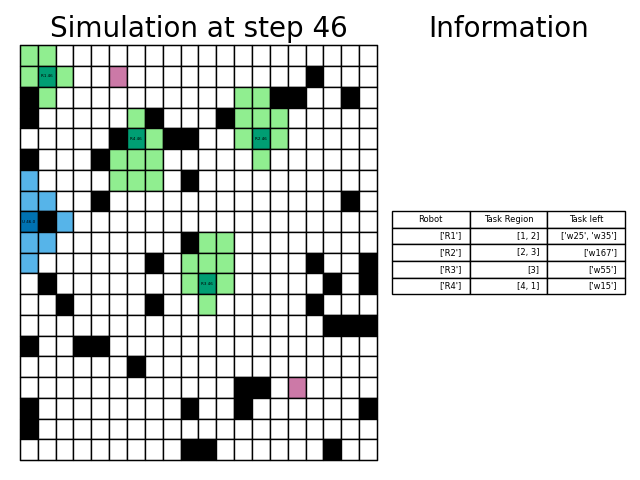 Simulation at step 46
Information
Robot Task Region Task left
['R1'] [1, 2] ['w25', 'w35']
['R2'] [2, 3] ['w167']
['R3'] [3] ['w55']
['R4'] [4, 1] ['w15']